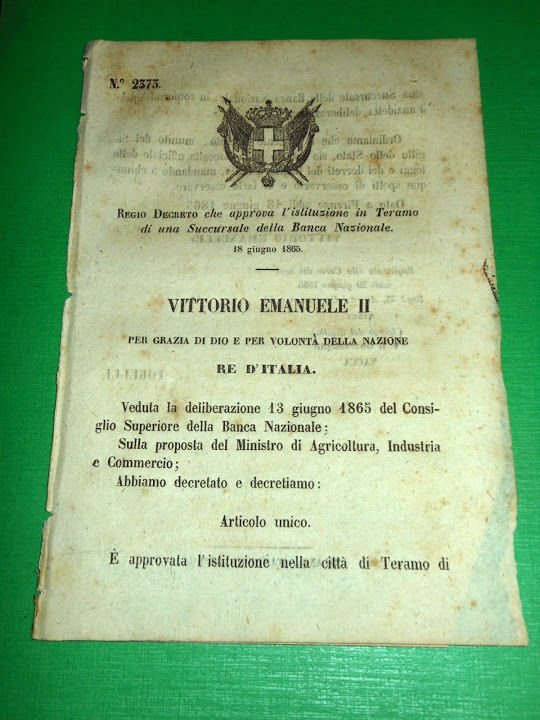 N.° 2373.
REGIO DECRETO che approva l'istituzione in Teramo
di una Succursale della Banca Nazionale.
18 giugno 1865.
VITTORIO EMANUELE II
PER GRAZIA DI DIO E PER VOLONTÀ DELLA NAZIONE
RE D'ITALIA.
Veduta la deliberazione 13 giugno 1865 del Consi-
glio Superiore della Banca Nazionale:
Sulla proposta del Ministro di Agricoltura, Industria
e Commercio;
Abbiamo decretato e decretiamo:
Articolo unico.
È approvata l'istituzione nella città di Teramo di